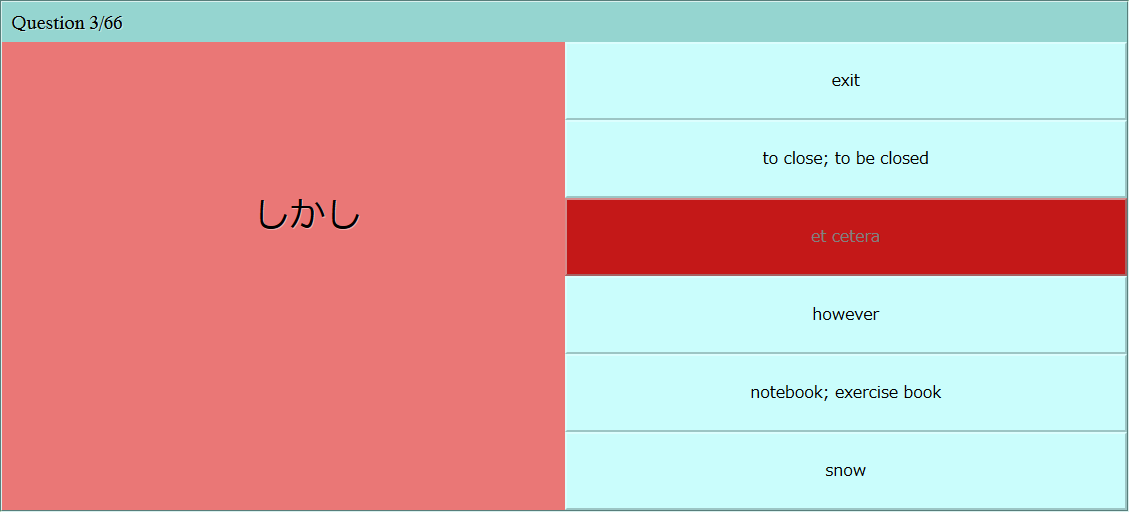 Question 3/66
しかし
exit
to close; to be closed
et cetera
however
notebook; exercise book
snow